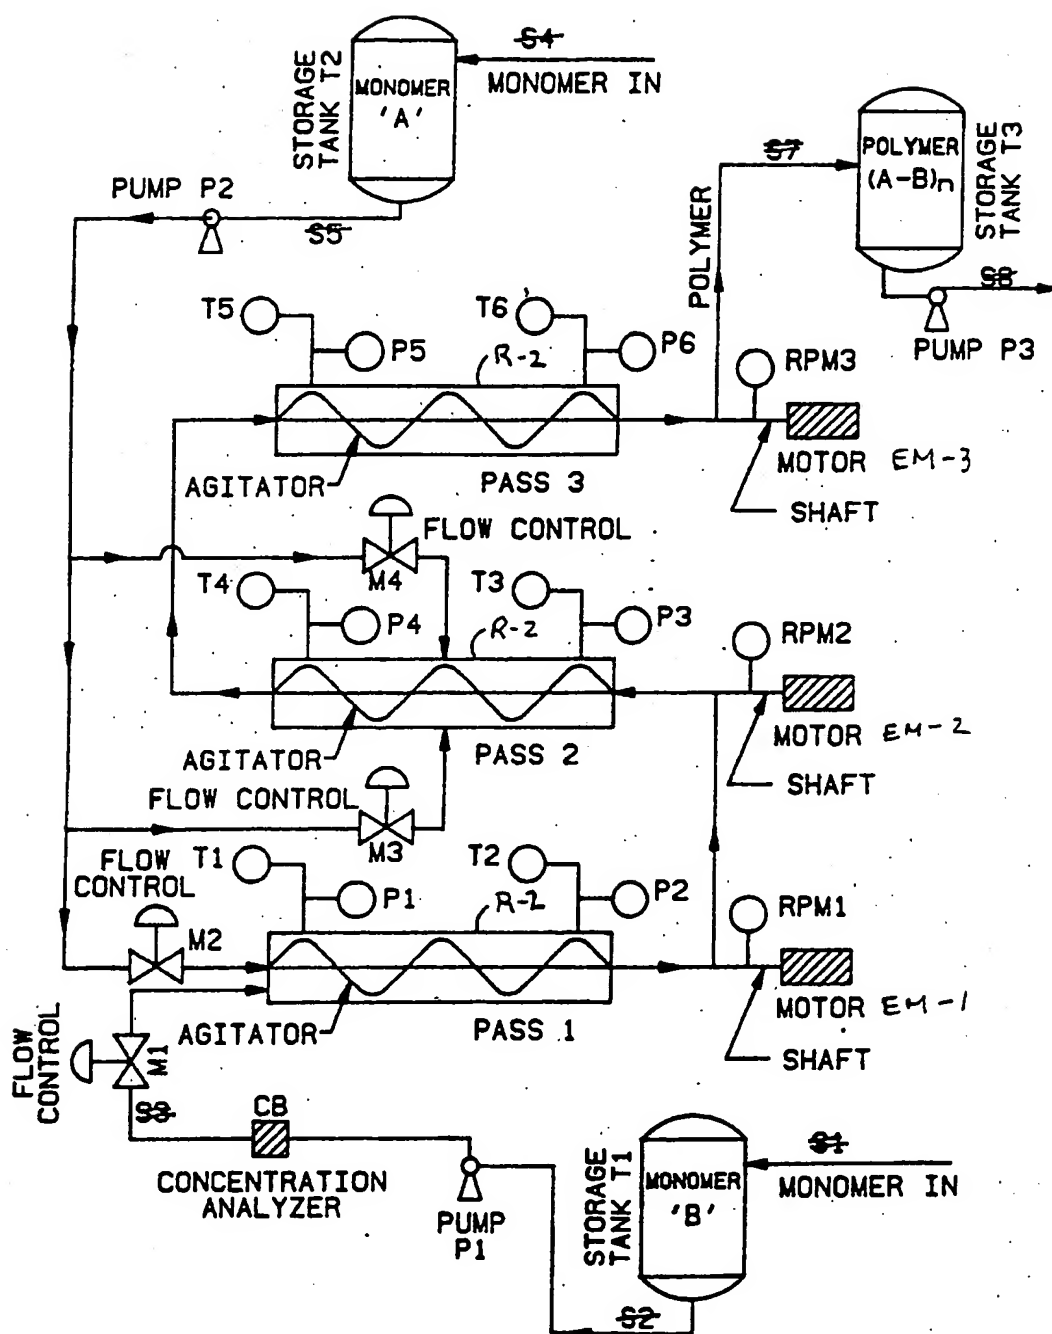 S4
MONOMER IN
STORAGE
TANK T2
MONOMER
'A'
S7
POLYMER
(A-B)n
STORAGE
TANK T3
PUMP P2
S5
POLYMER
S8
PUMP P3
T5
P5
T6
P6
R-2
RPM3
MOTOR EM-3
AGITATOR
PASS 3
SHAFT
FLOW CONTROL
M4
T4
P4
T3
P3
R-2
RPM2
MOTOR EM-2
AGITATOR
PASS 2
SHAFT
FLOW CONTROL
M3
FLOW
CONTROL
T1
P1
T2
P2
R-2
RPM1
M2
MOTOR EM-1
AGITATOR
PASS 1
SHAFT
FLOW
CONTROL
M1
S3
CB
CONCENTRATION
ANALYZER
PUMP
P1
STORAGE
TANK T1
MONOMER
'B'
S1
MONOMER IN
S2